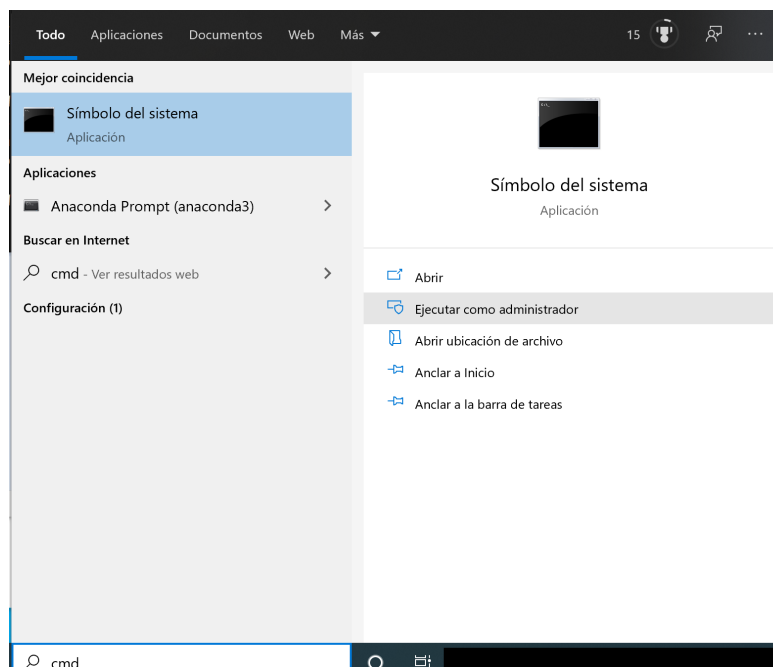 Todo Aplicaciones Documentos Web Más 15 ...
Mejor coincidencia
Símbolo del sistema
Aplicación
Aplicaciones
Anaconda Prompt (anaconda3)
Buscar en Internet
cmd - Ver resultados web
Configuración (1)
Símbolo del sistema
Aplicación
Abrir
Ejecutar como administrador
Abrir ubicación de archivo
Anclar a Inicio
Anclar a la barra de tareas
cmd